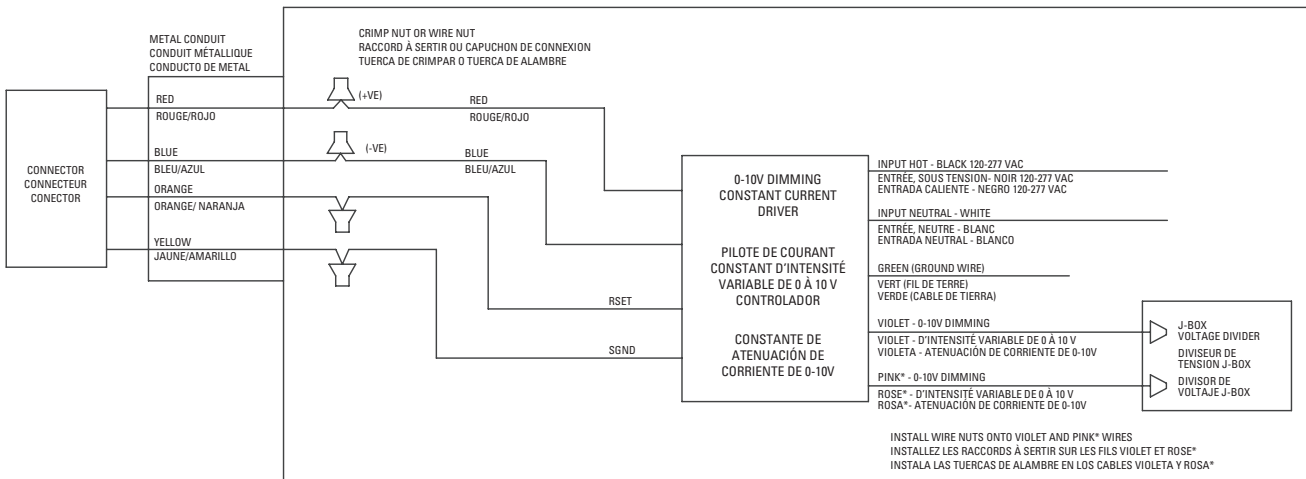 METAL CONDUIT
CONDUIT MÉTALLIQUE
CONDUCTO DE METAL
CRIMP NUT OR WIRE NUT
RACCORD À SERTIR OU CAPUCHON DE CONNEXION
TUERCA DE CRIMPAR O TUERCA DE ALAMBRE
CONNECTOR
CONNECTEUR
CONECTOR
RED
ROUGE/ROJO
BLUE
BLEU/AZUL
ORANGE
ORANGE/ NARANJA
YELLOW
JAUNE/AMARILLO
(+VE)
(-VE)
RED
ROUGE/ROJO
BLUE
BLEU/AZUL
RSET
SGND
0-10V DIMMING
CONSTANT CURRENT
DRIVER
PILOTE DE COURANT
CONSTANT D'INTENSITÉ
VARIABLE DE 0 À 10 V
CONTROLADOR
CONSTANTE DE
ATENUACIÓN DE
CORRIENTE DE 0-10V
INPUT HOT - BLACK 120-277 VAC
ENTRÉE, SOUS TENSION- NOIR 120-277 VAC
ENTRADA CALIENTE - NEGRO 120-277 VAC
INPUT NEUTRAL - WHITE
ENTRÉE, NEUTRE - BLANC
ENTRADA NEUTRAL - BLANCO
GREEN (GROUND WIRE)
VERT (FIL DE TERRE)
VERDE (CABLE DE TIERRA)
VIOLET - 0-10V DIMMING
VIOLET - D'INTENSITÉ VARIABLE DE 0 À 10 V
VIOLETA - ATENUACIÓN DE CORRIENTE DE 0-10V
PINK* - 0-10V DIMMING
ROSE* - D'INTENSITÉ VARIABLE DE 0 À 10 V
ROSA*- ATENUACIÓN DE CORRIENTE DE 0-10V
J-BOX
VOLTAGE DIVIDER
DIVISEUR DE
TENSION J-BOX
DIVISOR DE
VOLTAJE J-BOX
INSTALL WIRE NUTS ONTO VIOLET AND PINK* WIRES
INSTALLEZ LES RACCORDS À SERTIR SUR LES FILS VIOLET ET ROSE*
INSTALA LAS TUERCAS DE ALAMBRE EN LOS CABLES VIOLETA Y ROSA*